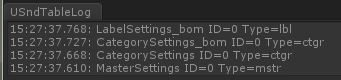 USndTableLog
15:27:37.768: LabelSettings_bom ID=0 Type=lbl
15:27:37.727: CategorySettings_bom ID=0 Type=ctgr
15:27:37.668: CategorySettings ID=0 Type=ctgr
15:27:37.610: MasterSettings ID=0 Type=mstr